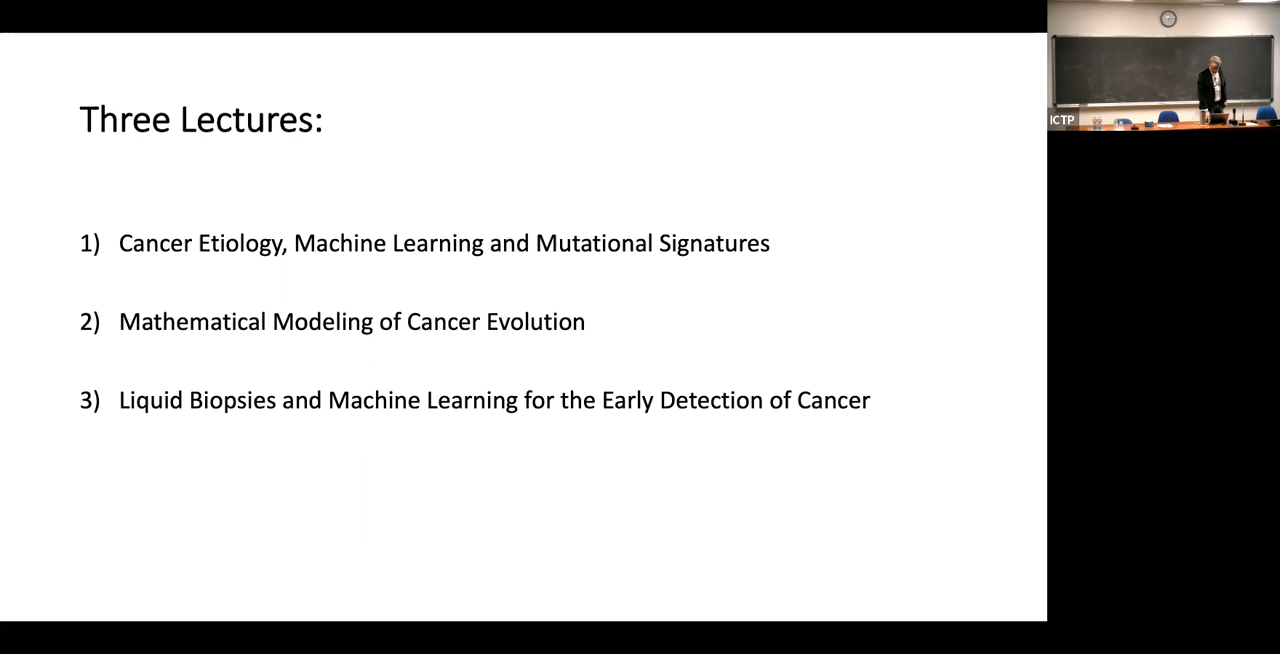 Three Lectures:
1) Cancer Etiology, Machine Learning and Mutational Signatures
2) Mathematical Modeling of Cancer Evolution
3) Liquid Biopsies and Machine Learning for the Early Detection of Cancer
ICTP